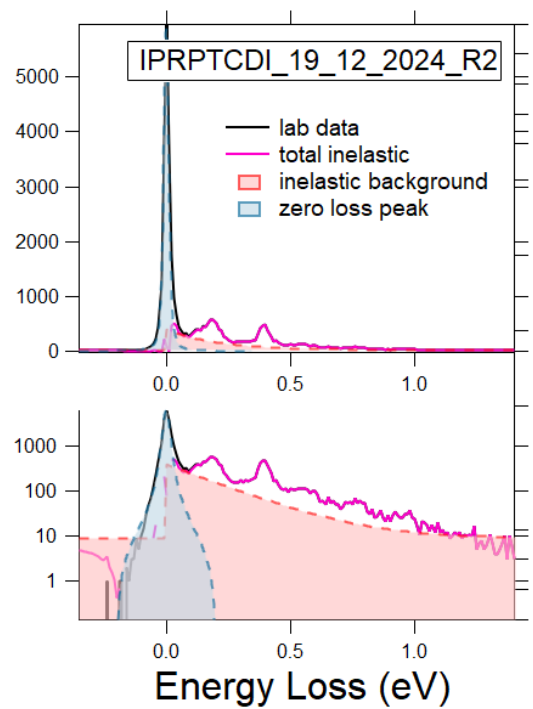 IPRPTCDI_19_12_2024_R2
5000
4000
3000
2000
1000
0
lab data
total inelastic
inelastic background
zero loss peak
0.0 0.5 1.0
1000
100
10
1
0.0 0.5 1.0
Energy Loss (eV)